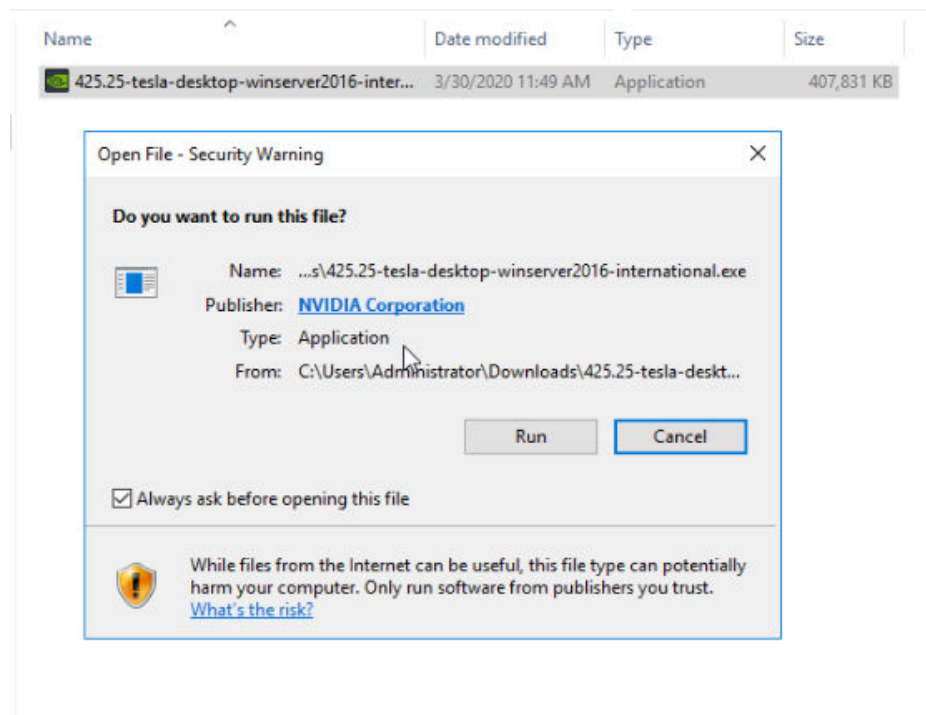 Name Date modified Type Size
425.25-tesla-desktop-winserver2016-inter... 3/30/2020 11:49 AM Application 407,831 KB
Open File - Security Warning
Do you want to run this file?
Name: ...s\425.25-tesla-desktop-winserver2016-international.exe
Publisher: NVIDIA Corporation
Type: Application
From: C:\Users\Administrator\Downloads\425.25-tesla-deskt...
Run Cancel
Always ask before opening this file
While files from the Internet can be useful, this file type can potentially
harm your computer. Only run software from publishers you trust.
What's the risk?